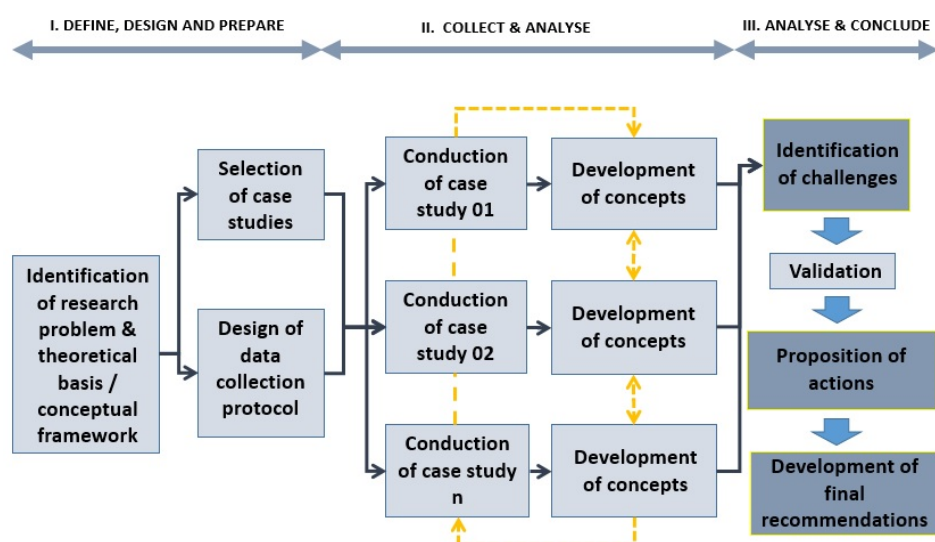 I. DEFINE, DESIGN AND PREPARE
II. COLLECT & ANALYSE
III. ANALYSE & CONCLUDE
Identification
of research
problem &
theoretical
basis /
conceptual
framework
Selection
of case
studies
Design of
data
collection
protocol
Conduction
of case
study 01
Development
of concepts
Conduction
of case
study 02
Development
of concepts
Conduction
of case study
n
Development
of concepts
Identification
of challenges
Validation
Proposition of
actions
Development of
final
recommendations